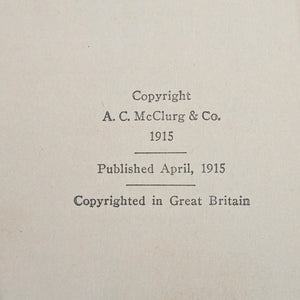 Copyright
A. C. McClurg & Co.
1915
Published April, 1915
Copyrighted in Great Britain